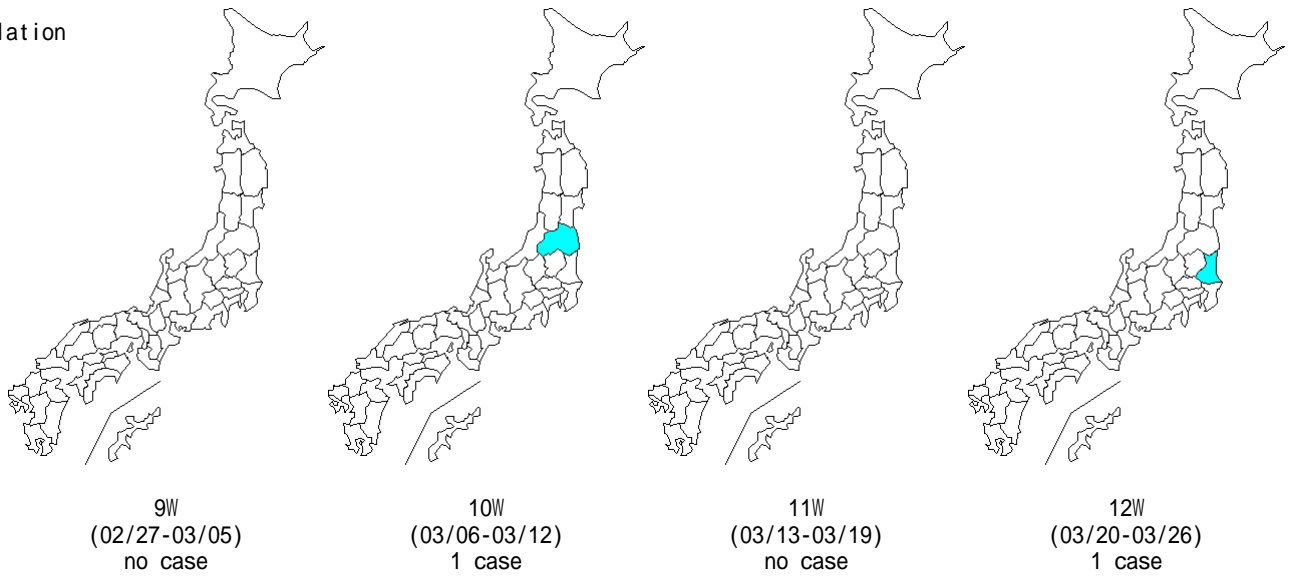 lation
9W
(02/27-03/05)
no case
10W
(03/06-03/12)
1 case
11W
(03/13-03/19)
no case
12W
(03/20-03/26)
1 case